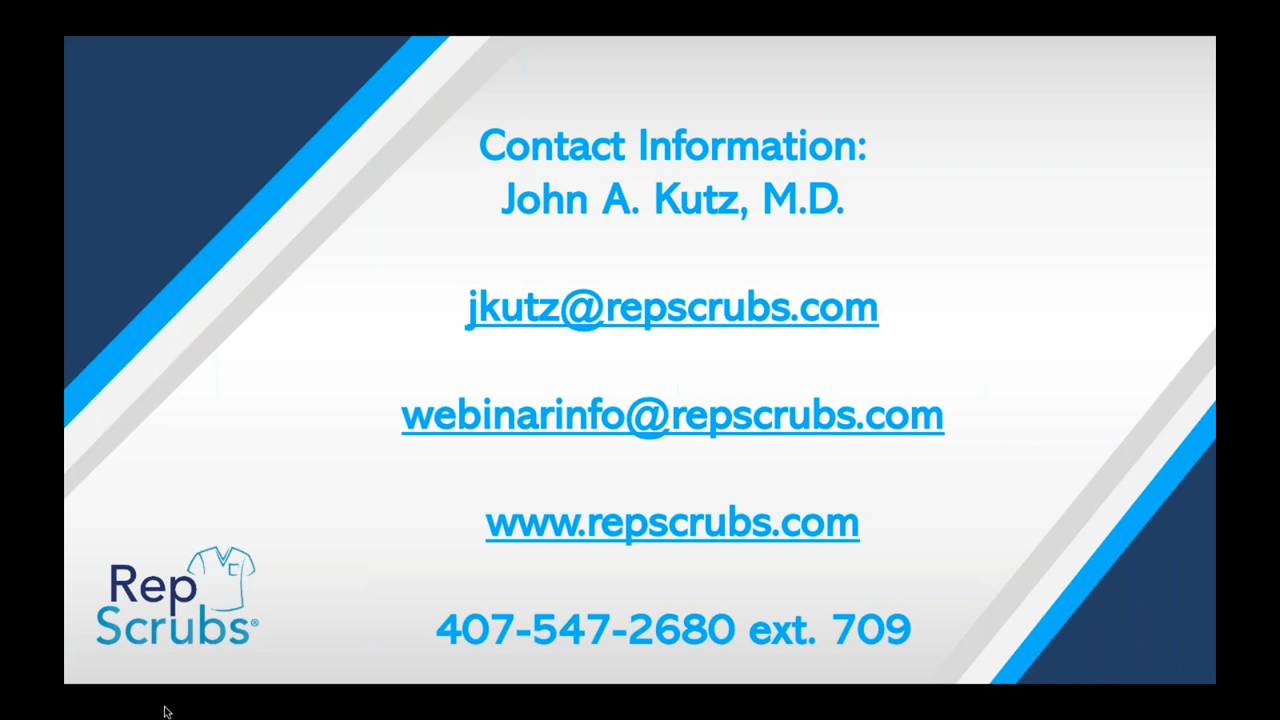 Contact Information:
John A. Kutz, M.D.
jkutz@repscrubs.com
webinarinfo@repscrubs.com
www.repscrubs.com
407-547-2680 ext. 709
Rep
Scrubs®